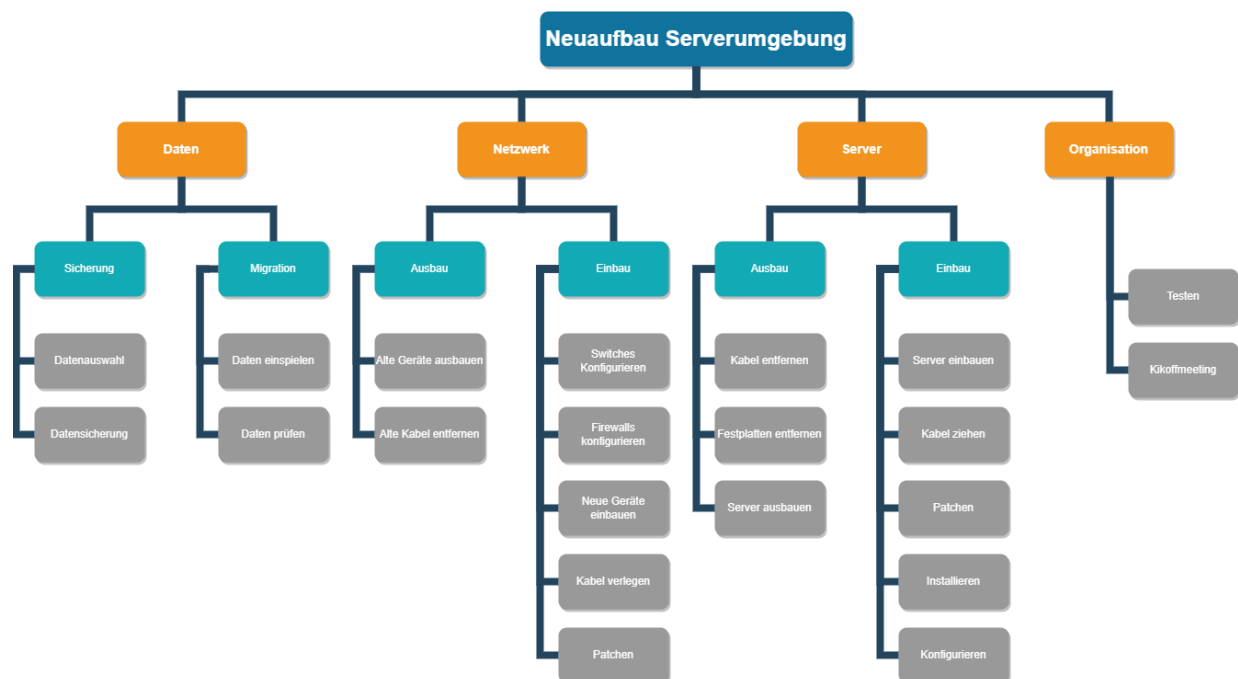 Neuaufbau Serverumgebung
Daten
Netzwerk
Server
Organisation
Sicherung
Migration
Ausbau
Einbau
Ausbau
Einbau
Testen
Datenauswahl
Daten einspielen
Alte Geräte ausbauen
Switches
Konfigurieren
Kabel entfernen
Server einbauen
Kikoffmeeting
Datensicherung
Daten prüfen
Alte Kabel entfernen
Firewalls
konfigurieren
Festplatten entfernen
Kabel ziehen
Neue Geräte
einbauen
Server ausbauen
Patchen
Kabel verlegen
Installieren
Patchen
Konfigurieren